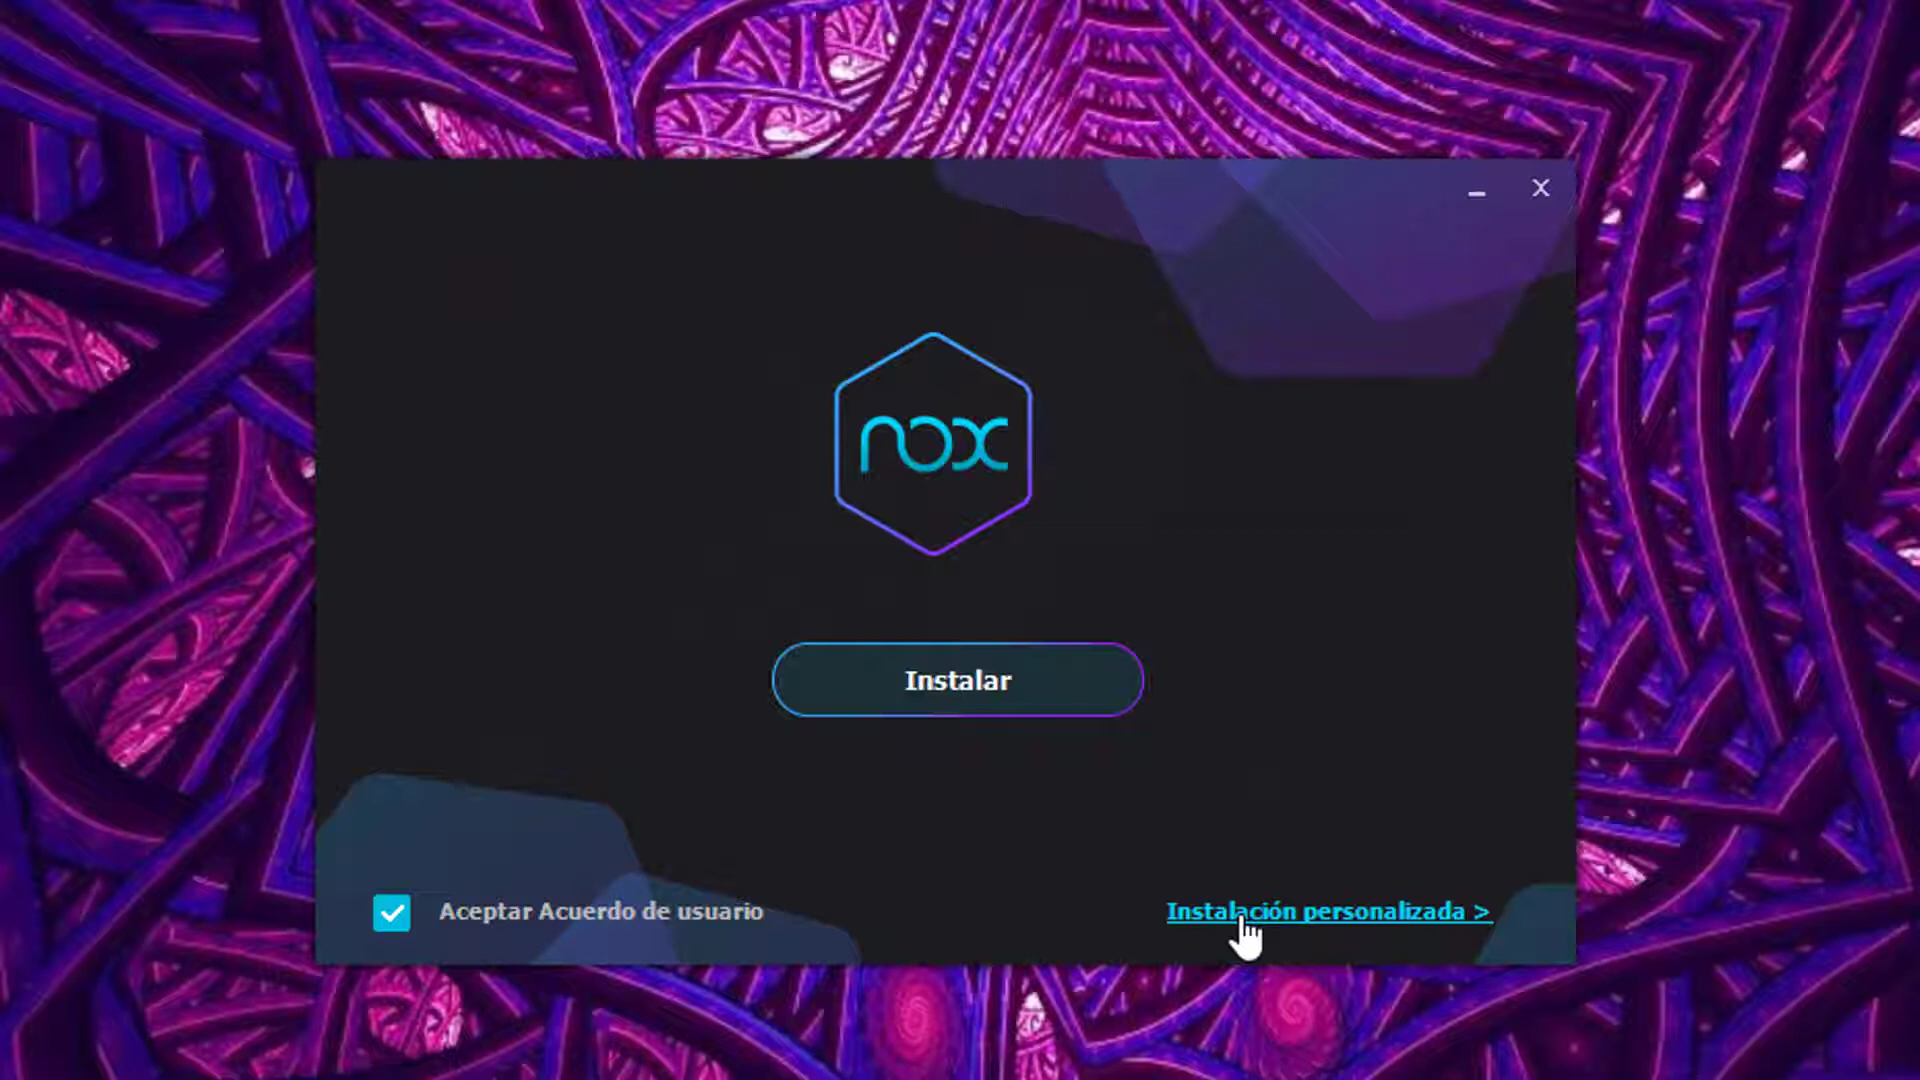 nox
Instalar
Aceptar Acuerdo de usuario
Instalación personalizada >